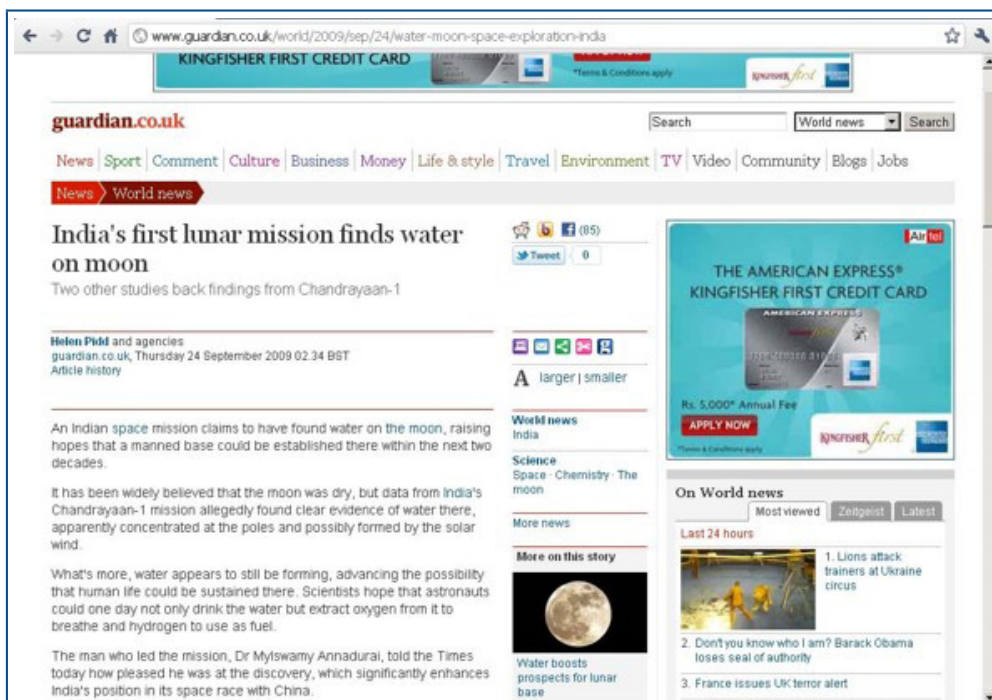 www.guardian.co.uk/world/2009/sep/24/water-moon-space-exploration-india
KINGFISHER FIRST CREDIT CARD
*Terms & Conditions apply
KINGFISHER first
guardian.co.uk
Search
World news
Search
News Sport Comment Culture Business Money Life & style Travel Environment TV Video Community Blogs Jobs
News World news
India's first lunar mission finds water
on moon
Two other studies back findings from Chandrayaan-1
Helen Pidd and agencies
guardian.co.uk, Thursday 24 September 2009 02.34 BST
Article history
An Indian space mission claims to have found water on the moon, raising
hopes that a manned base could be established there within the next two
decades.
It has been widely believed that the moon was dry, but data from India's
Chandrayaan-1 mission allegedly found clear evidence of water there,
apparently concentrated at the poles and possibly formed by the solar
wind.
What's more, water appears to still be forming, advancing the possibility
that human life could be sustained there. Scientists hope that astronauts
could one day not only drink the water but extract oxygen from it to
breathe and hydrogen to use as fuel.
The man who led the mission, Dr Mylswamy Annadurai, told the Times
today how pleased he was at the discovery, which significantly enhances
India's position in its space race with China.
(85)
Tweet 0
A larger | smaller
World news
India
Science
Space · Chemistry · The
moon
More news
More on this story
Water boosts
prospects for lunar
base
Airtel
THE AMERICAN EXPRESS®
KINGFISHER FIRST CREDIT CARD
AMERICAN EXPRESS
Rs. 5,000* Annual Fee
APPLY NOW
KINGFISHER first
*Terms & Conditions apply
On World news
Most viewed Zeitgeist Latest
Last 24 hours
1. Lions attack
trainers at Ukraine
circus
2. Don't you know who I am? Barack Obama
loses seal of authority
3. France issues UK terror alert